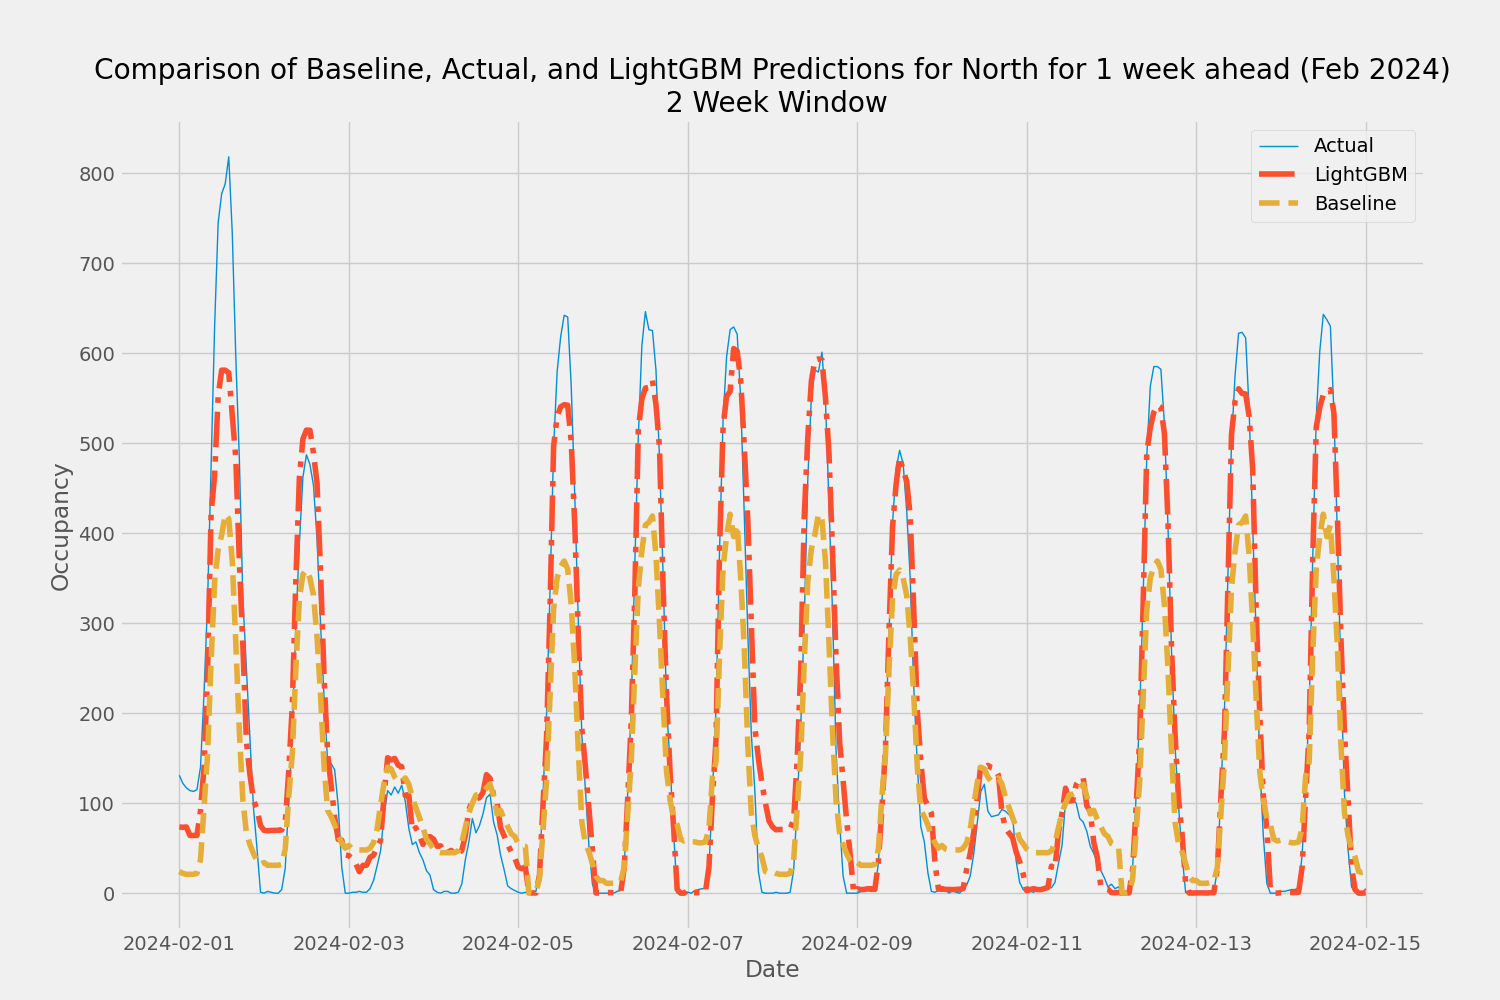 Comparison of Baseline, Actual, and LightGBM Predictions for North for 1 week ahead (Feb 2024)
2 Week Window
Actual
LightGBM
Baseline
800
700
600
500
400
300
200
100
0
Occupancy
2024-02-01
2024-02-03
2024-02-05
2024-02-07
2024-02-09
2024-02-11
2024-02-13
2024-02-15
Date